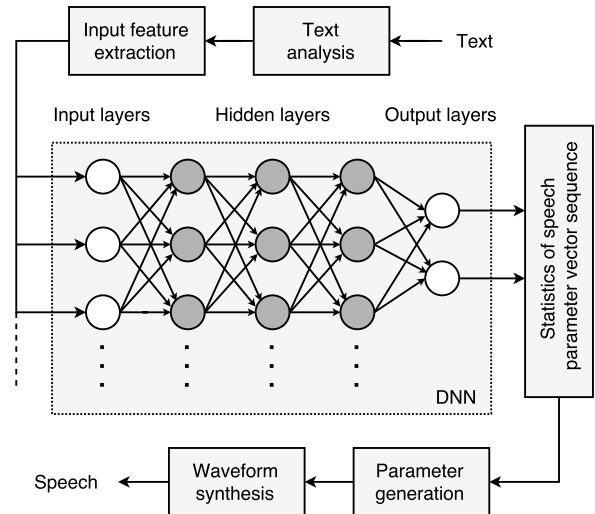 Input feature
extraction
Text
analysis
Text
Input layers
Hidden layers
Output layers
Statistics of speech
parameter vector sequence
DNN
Speech
Waveform
synthesis
Parameter
generation